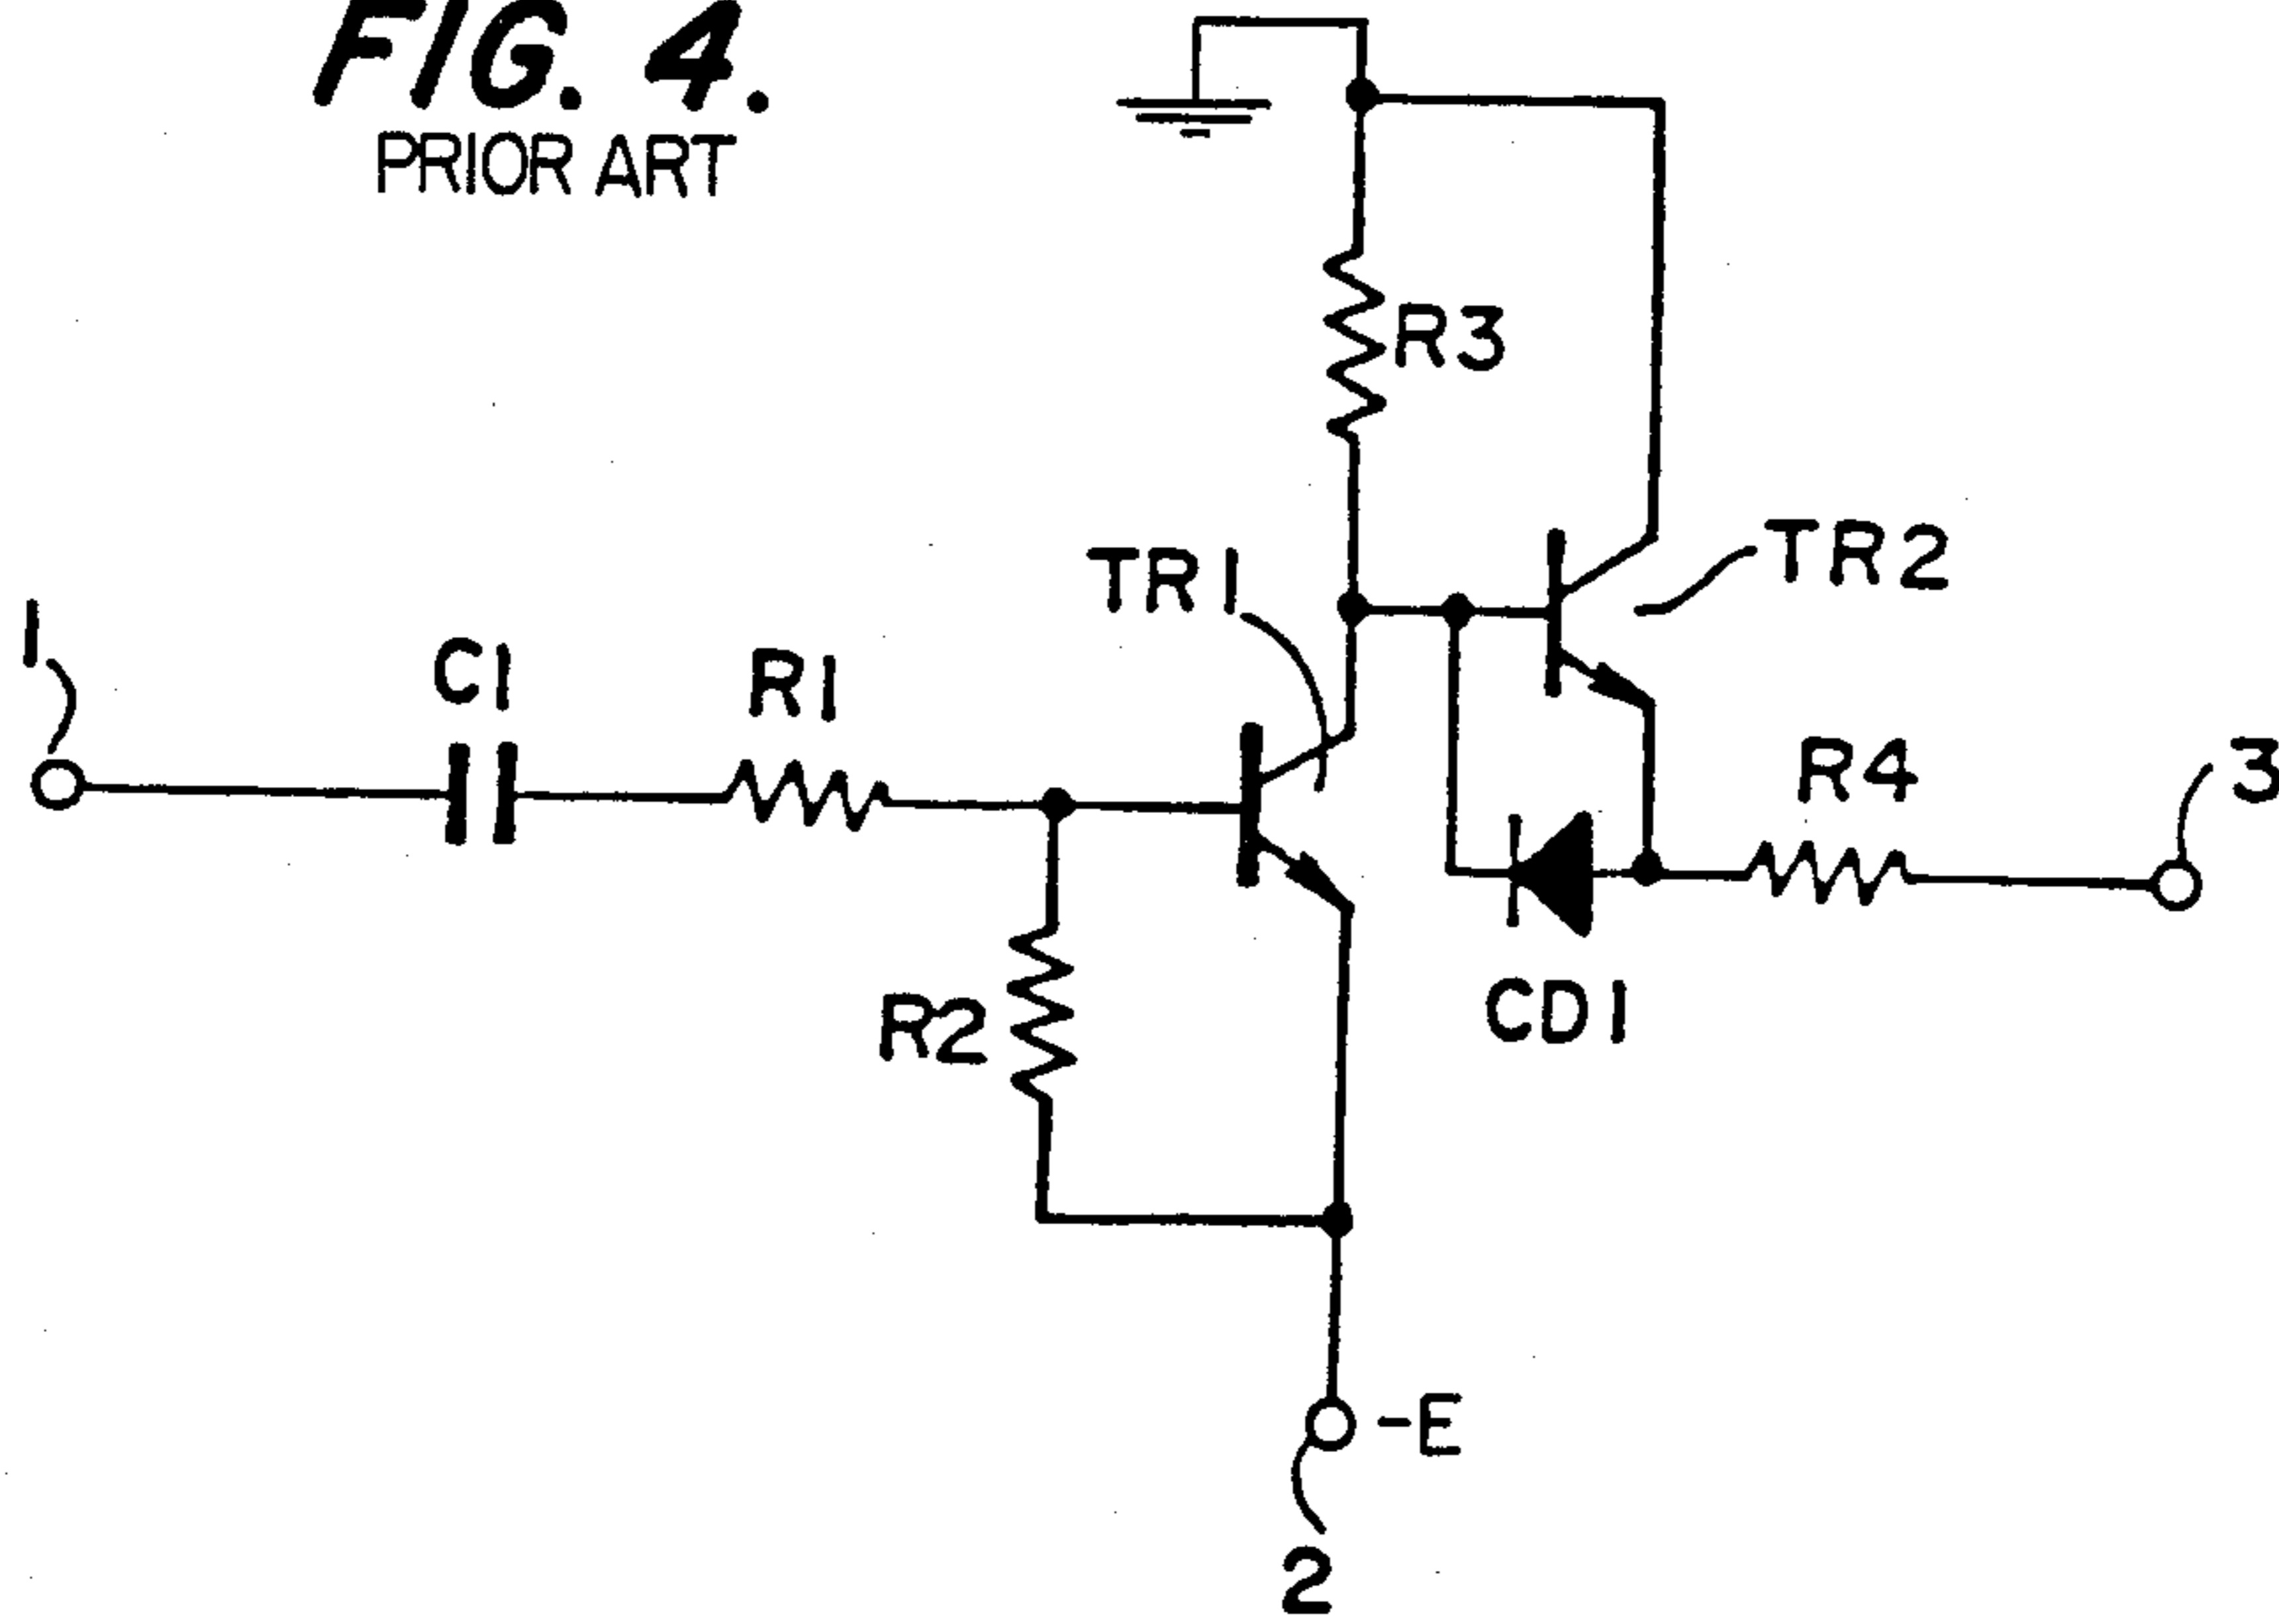 FIG. 4.
PRIOR ART
R3
TR1
TR2
1
C1
R1
R4
3
R2
CD1
-E
2